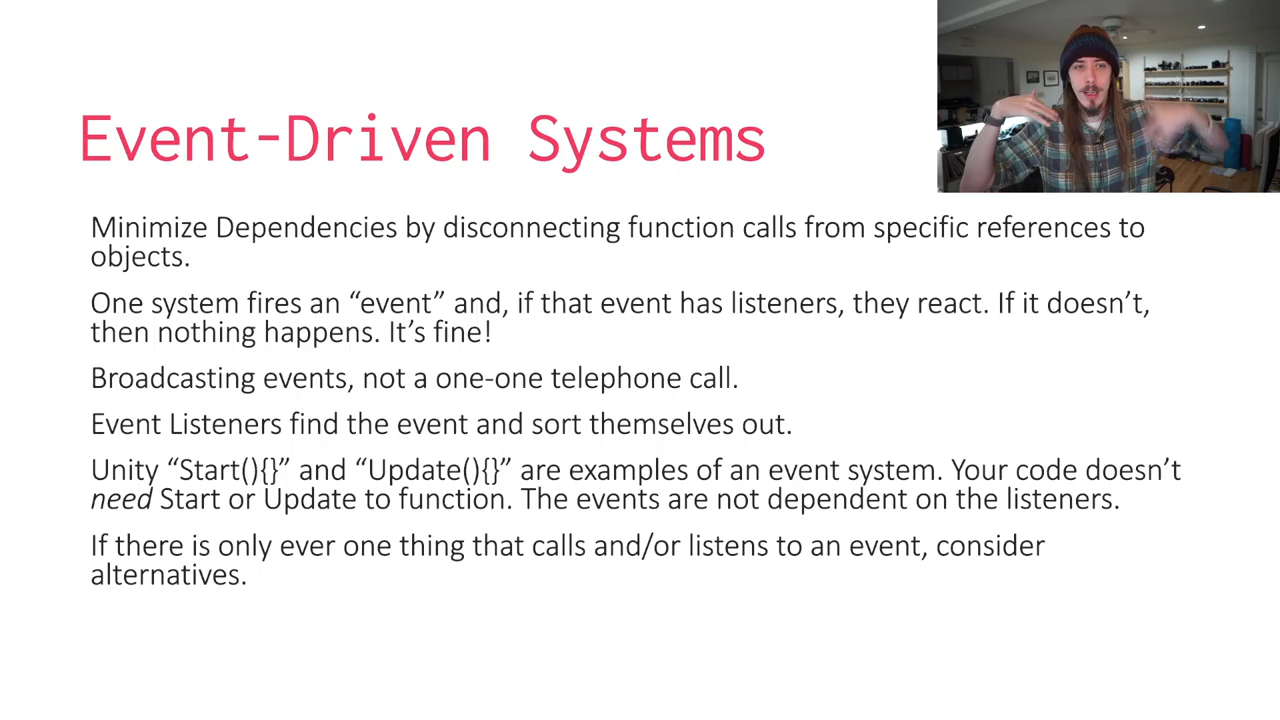 Event-Driven Systems
Minimize Dependencies by disconnecting function calls from specific references to
objects.
One system fires an “event” and, if that event has listeners, they react. If it doesn’t,
then nothing happens. It’s fine!
Broadcasting events, not a one-one telephone call.
Event Listeners find the event and sort themselves out.
Unity “Start(){}” and “Update(){}” are examples of an event system. Your code doesn’t
need Start or Update to function. The events are not dependent on the listeners.
If there is only ever one thing that calls and/or listens to an event, consider
alternatives.